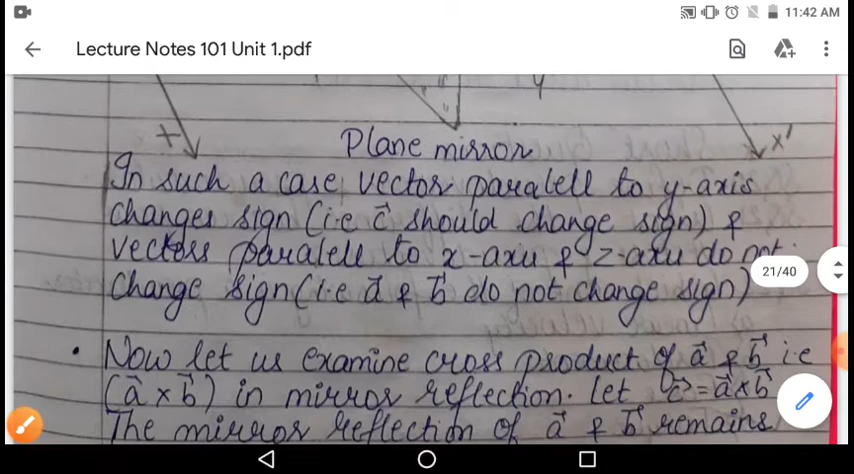 11:42 AM
Lecture Notes 101 Unit 1.pdf
y
x
x'
Plane mirror
In such a case, vector paralell to y-axis
changes sign (i.e c⃗ should change sign) &
vectors paralell to x-axis & z-axis do not
21/40
change sign (i.e a⃗ & b⃗ do not change sign)
• Now let us examine cross product of a⃗ & b⃗ i.e
(a⃗ × b⃗) in mirror reflection. Let c⃗ = a⃗ × b⃗
The mirror reflection of a⃗ & b⃗ remains